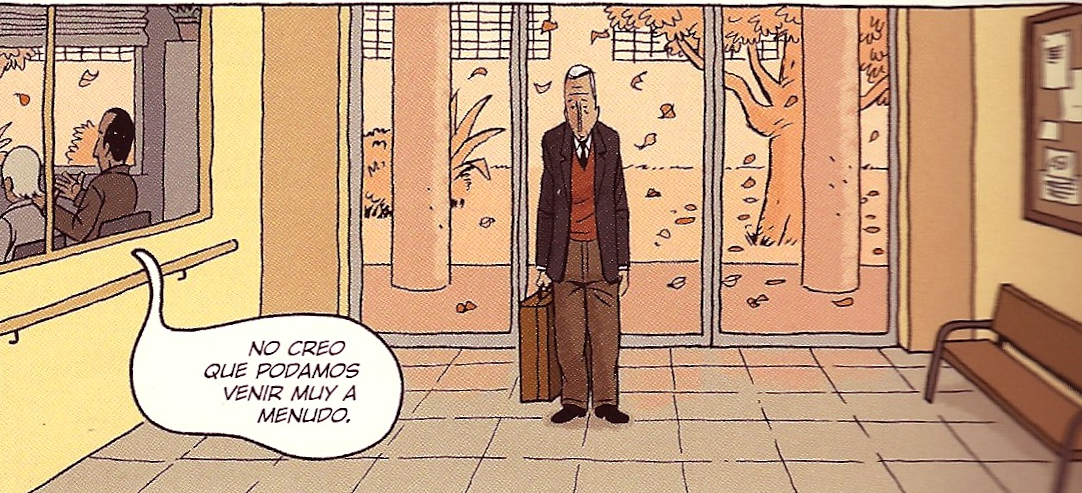 NO CREO
QUE PODAMOS
VENIR MUY A
MENUDO.